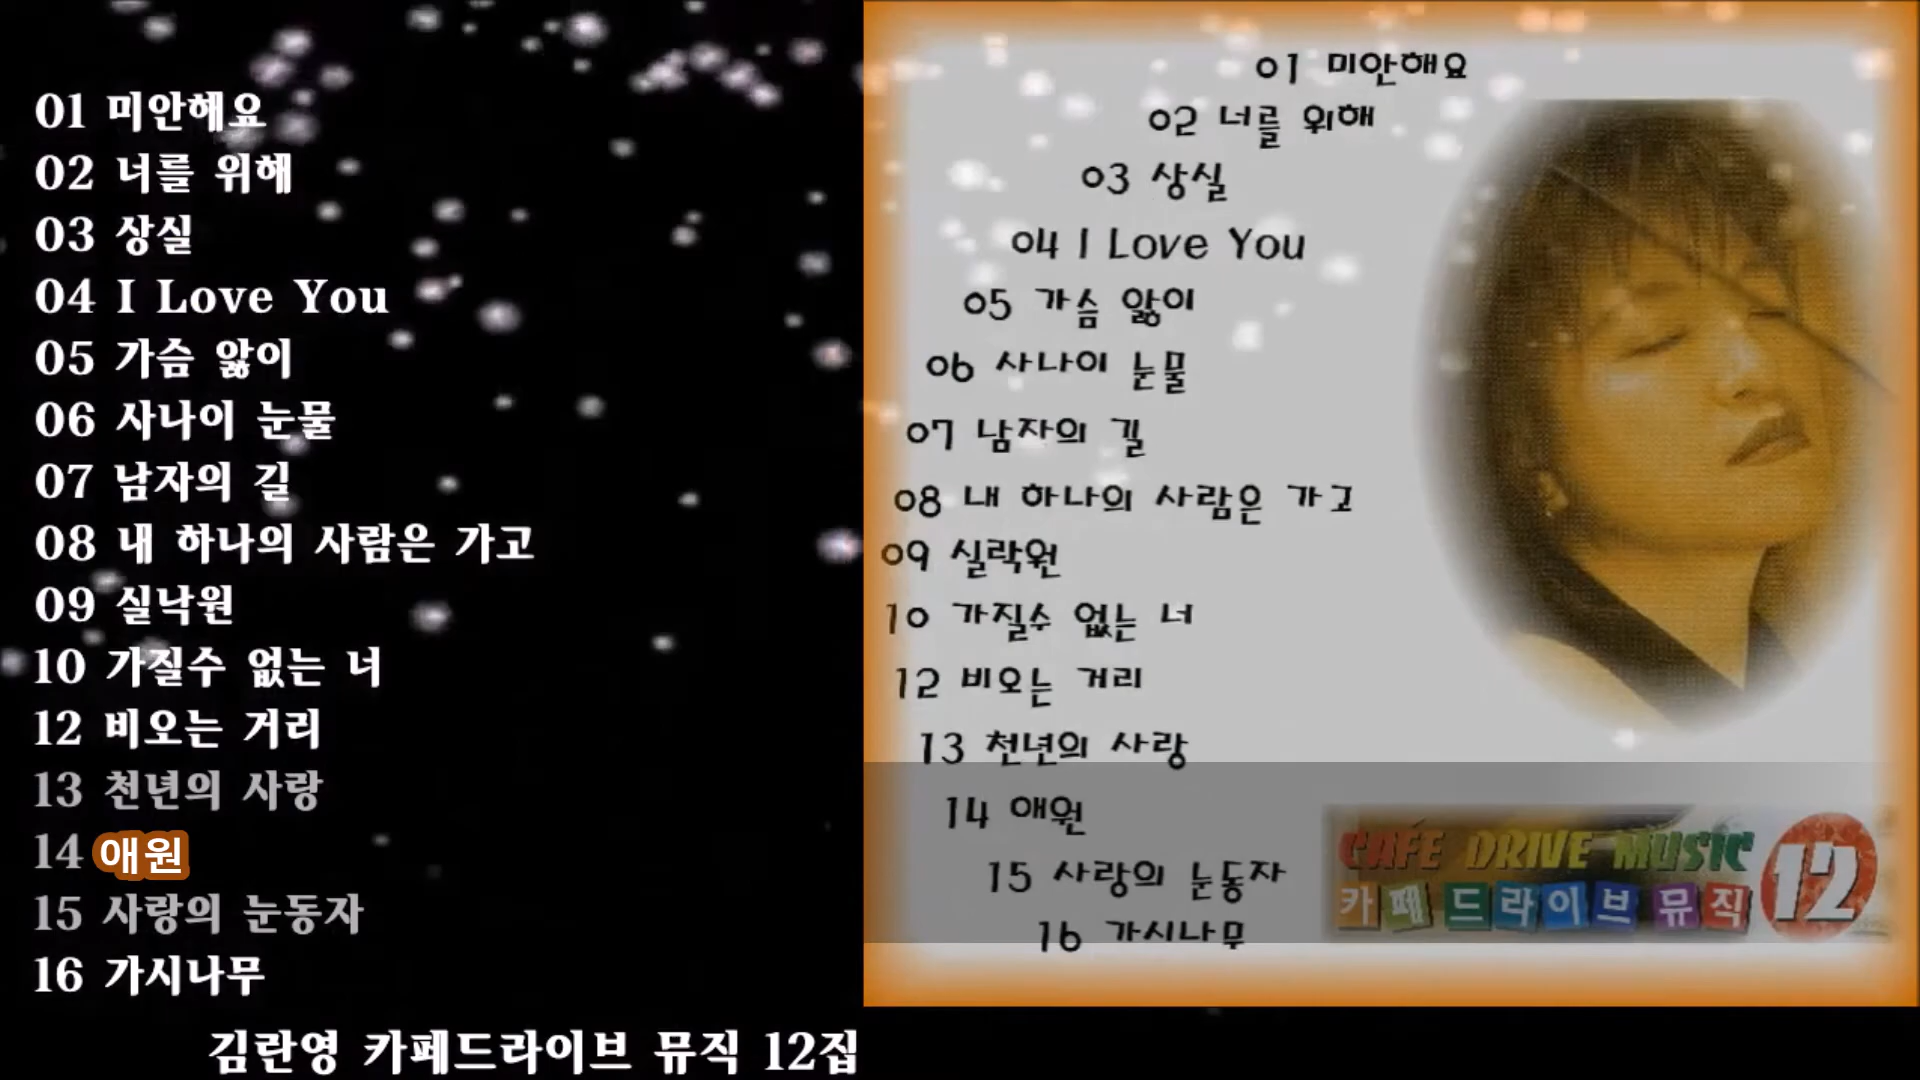 01 미안해요
02 너를 위해
03 상실
04 I Love You
05 가슴 앓이
06 사나이 눈물
07 남자의 길
08 내 하나의 사람은 가고
09 실낙원
10 가질수 없는 너
12 비오는 거리
13 천년의 사랑
14 애원
15 사랑의 눈동자
16 가시나무
김란영 카페드라이브 뮤직 12집
01 미안해요
02 너를 위해
03 상실
04 I Love You
05 가슴 앓이
06 사나이 눈물
07 남자의 길
08 내 하나의 사람은 가고
09 실락원
10 가질수 없는 너
12 비오는 거리
13 천년의 사랑
14 애원
15 사랑의 눈동자
16 가시나무
CAFE DRIVE MUSIC
카페 드라이브 뮤직 12